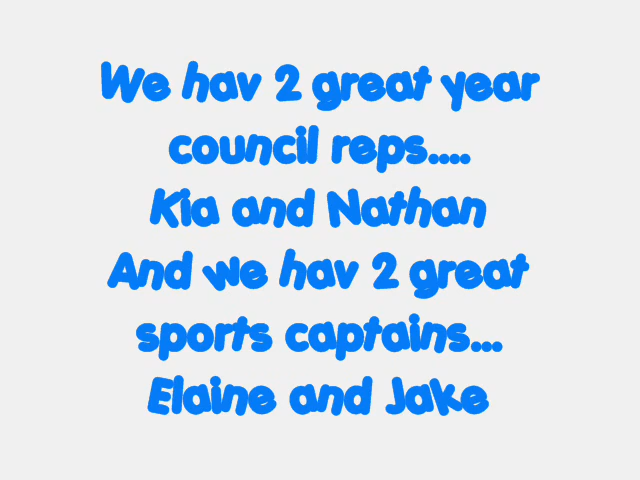 We hav 2 great year
council reps....
Kia and Nathan
And we hav 2 great
sports captains...
Elaine and Jake